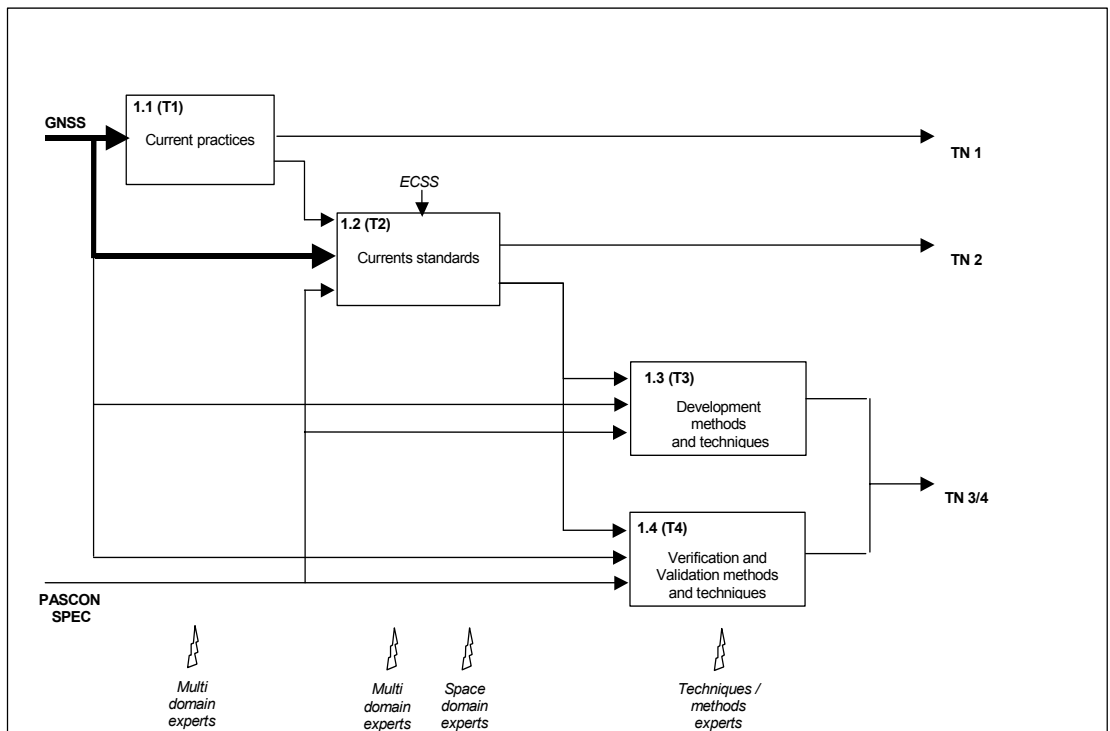 1.1 (T1)
GNSS
Current practices
TN 1
ECSS
1.2 (T2)
Currents standards
TN 2
1.3 (T3)
Development
methods
and techniques
TN 3/4
1.4 (T4)
Verification and
Validation methods
and techniques
PASCON
SPEC
Multi
domain
experts
Multi
domain
experts
Space
domain
experts
Techniques /
methods
experts